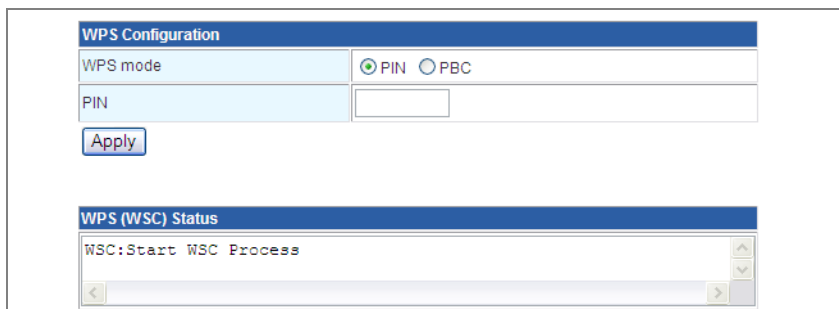 WPS Configuration
WPS mode PIN PBC
PIN
Apply
WPS (WSC) Status
WSC:Start WSC Process